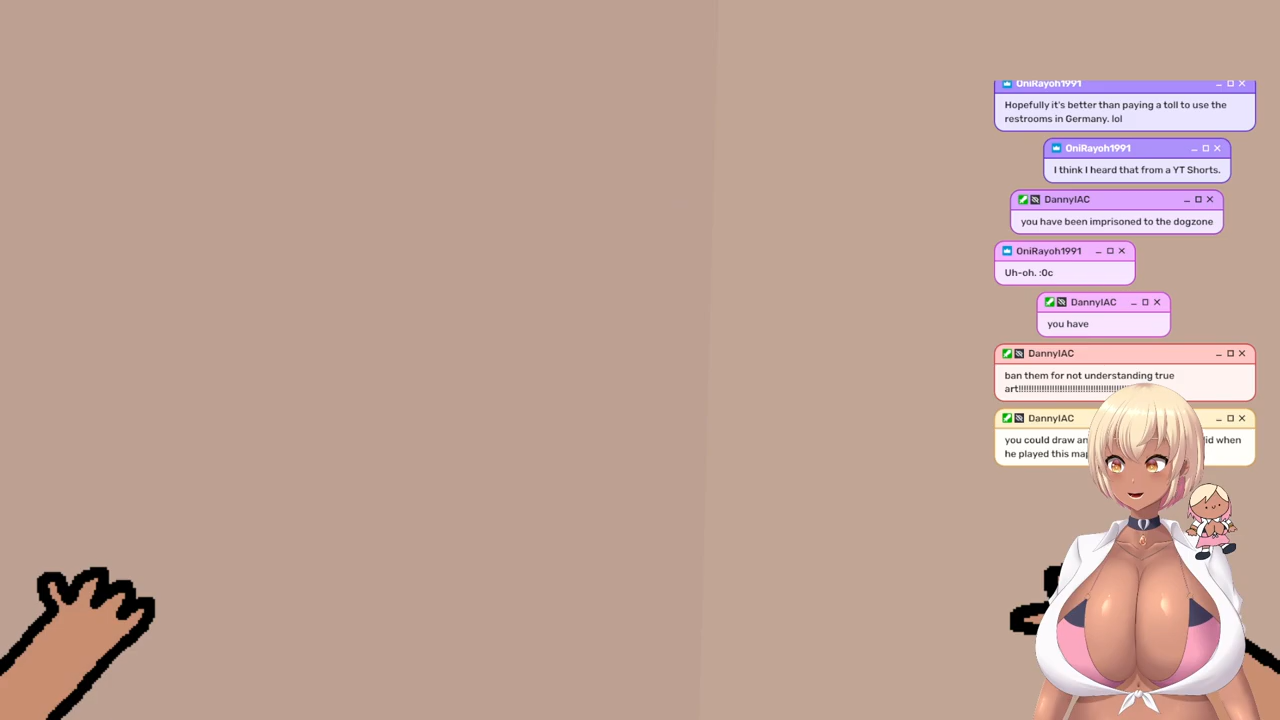 OniRayoh1991
Hopefully it's better than paying a toll to use the
restrooms in Germany. lol
OniRayoh1991
I think I heard that from a YT Shorts.
DannyIAC
you have been imprisoned to the dogzone
OniRayoh1991
Uh-oh. :0c
DannyIAC
you have
DannyIAC
ban them for not understanding true
art!!!!!!!!!!!!!!!!!!!!!!!!!!!!!!!!!!!!!!!!!!
DannyIAC
you could draw an when
he played this map